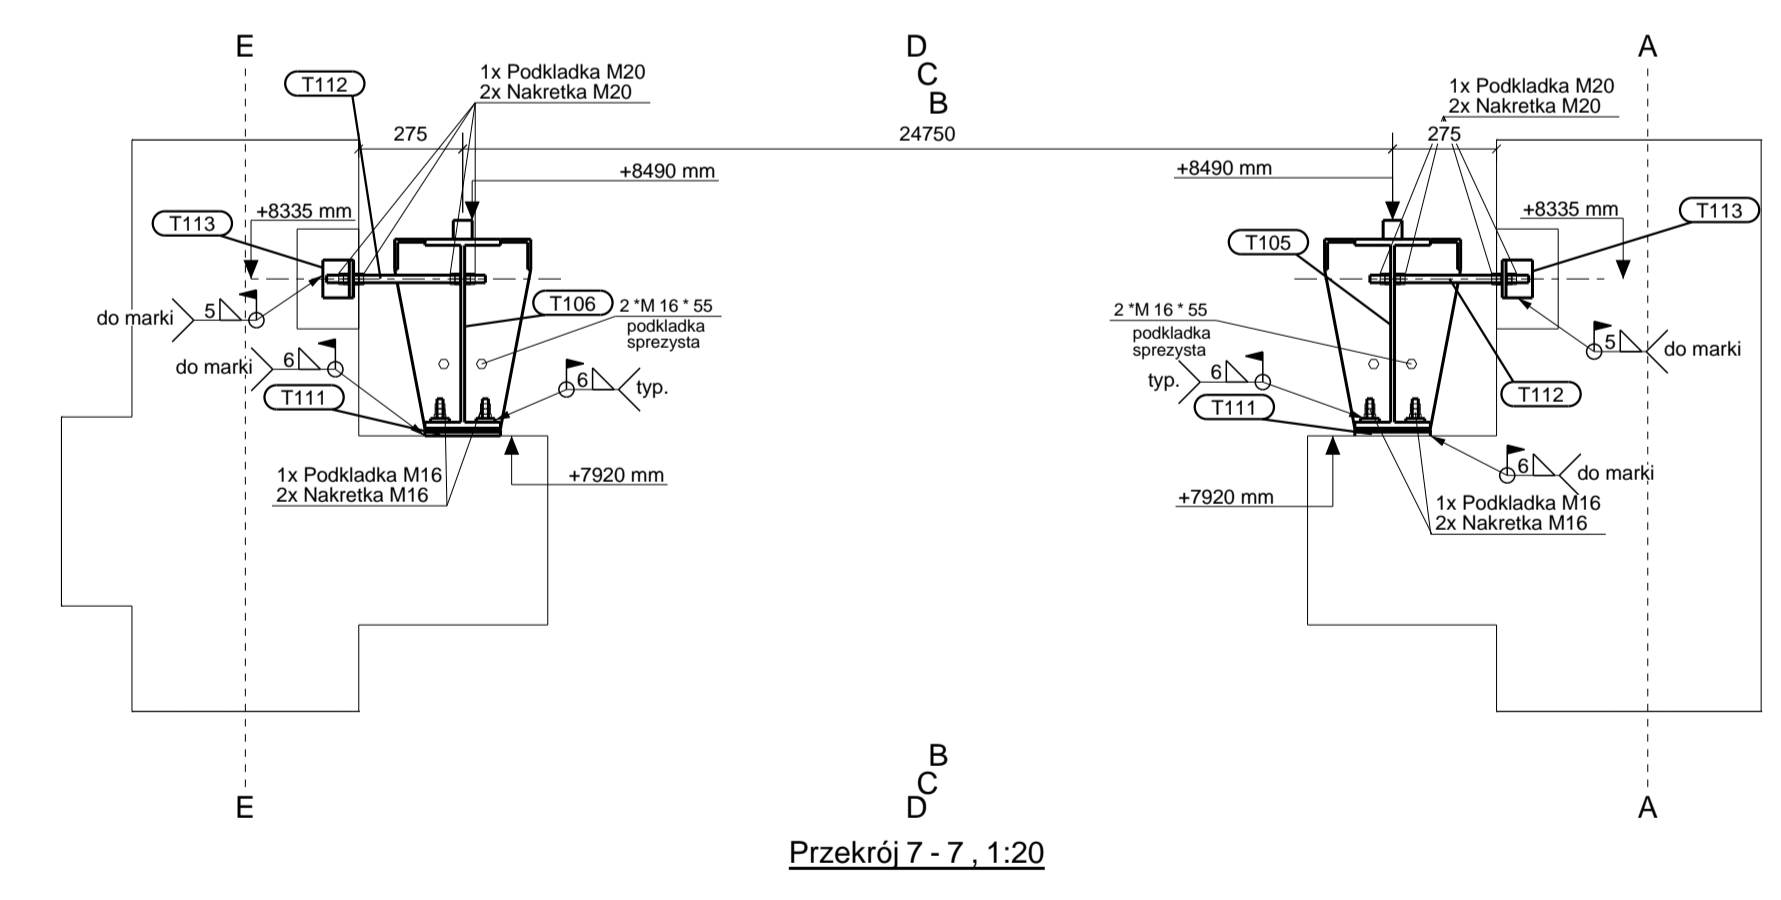 E
D
C
B
A
T112
1x Podkladka M20
2x Nakretka M20
1x Podkladka M20
2x Nakretka M20
275
24750
275
+8490 mm
+8490 mm
T113
+8335 mm
+8335 mm
T113
T105
T106
2 *M 16 * 55
podkladka
sprezysta
2 *M 16 * 55
podkladka
sprezysta
do marki
5
5
do marki
do marki
6
6
typ.
typ.
6
T111
T111
T112
1x Podkladka M16
2x Nakretka M16
+7920 mm
+7920 mm
6
do marki
1x Podkladka M16
2x Nakretka M16
B
C
D
E
A
Przekrój 7 - 7 , 1:20